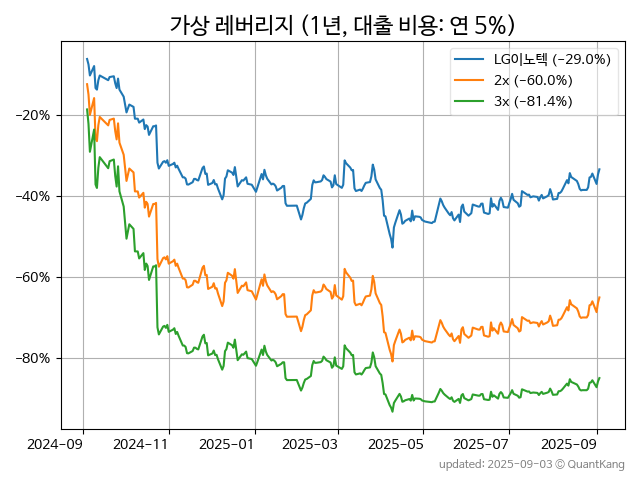 가상 레버리지 (1년, 대출 비용: 연 5%)
LG이노텍 (−29.0%)
2x (−60.0%)
3x (−81.4%)
−20%
−40%
−60%
−80%
2024-09 2024-11 2025-01 2025-03 2025-05 2025-07 2025-09
updated: 2025-09-03 © QuantKang